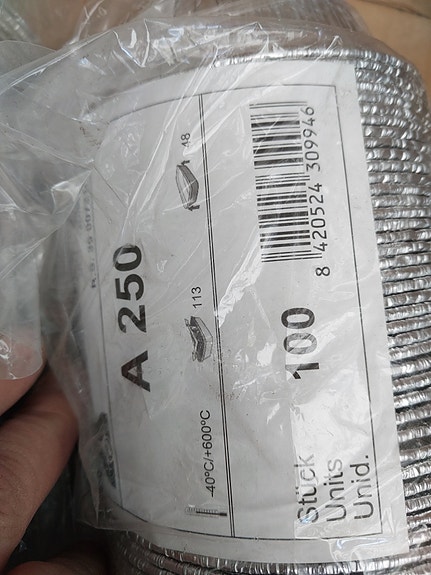 A 250
-40°C/+600°C
113
48
100
Stück
Units
Unid.
8 420524 309946